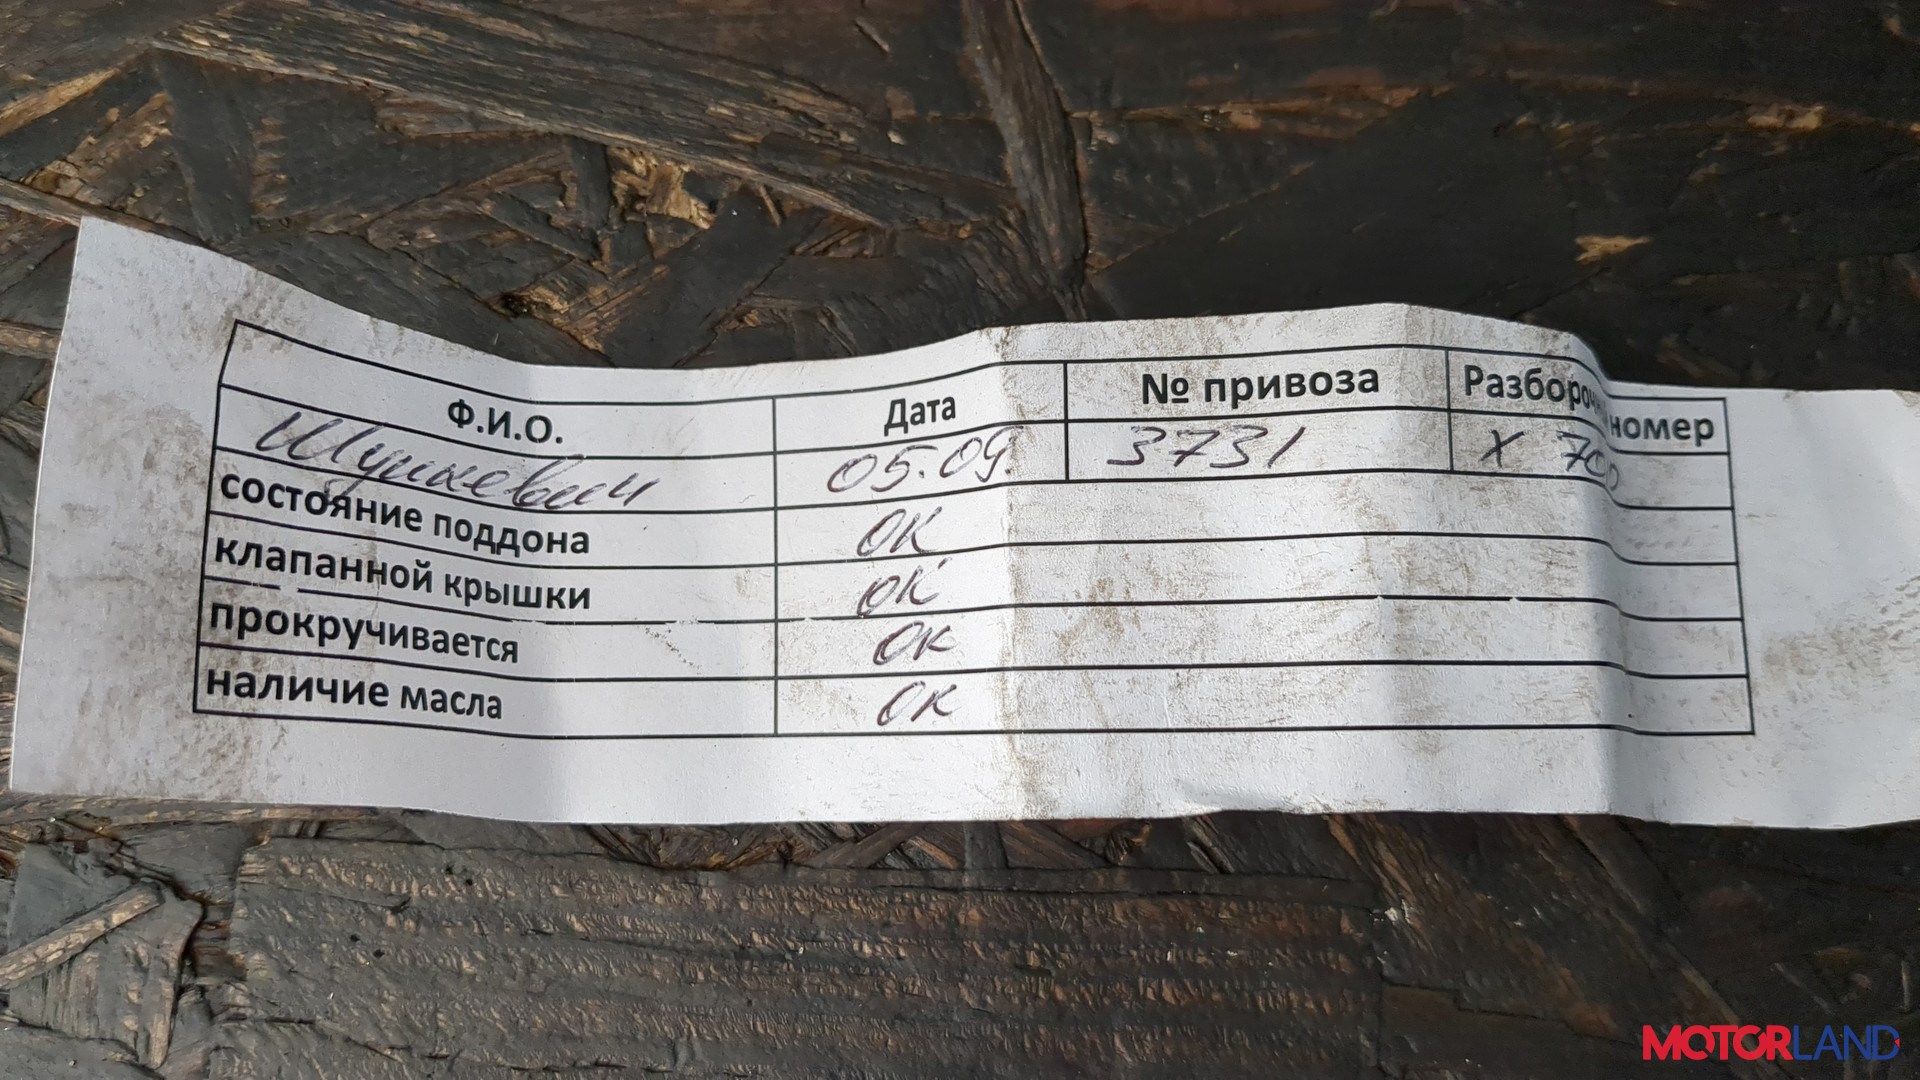 Ф.И.О. Дата № привоза Разбороч номер
05.09. 3731 X 700
состояние поддона ОК
клапанной крышки ОК
прокручивается ОК
наличие масла ОК
MOTORLAND